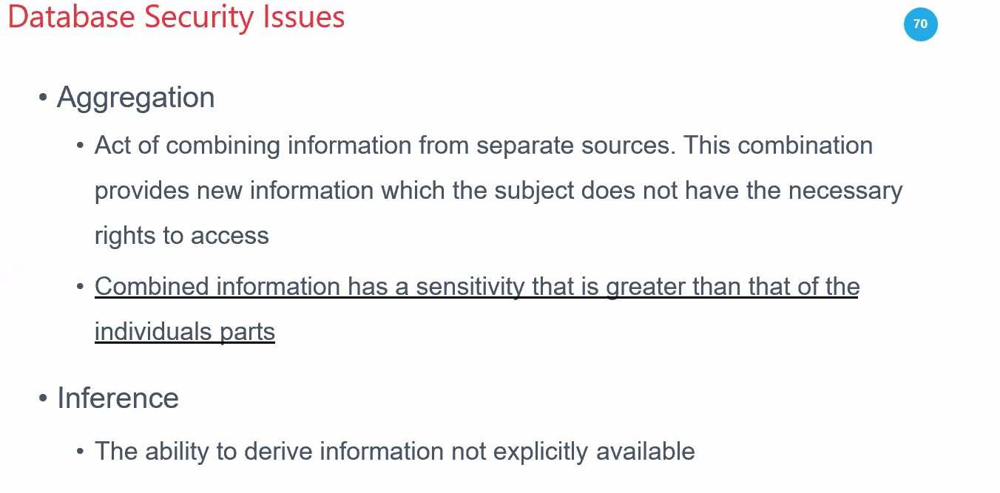 Database Security Issues
70
• Aggregation
• Act of combining information from separate sources. This combination
provides new information which the subject does not have the necessary
rights to access
• Combined information has a sensitivity that is greater than that of the
individuals parts
• Inference
• The ability to derive information not explicitly available